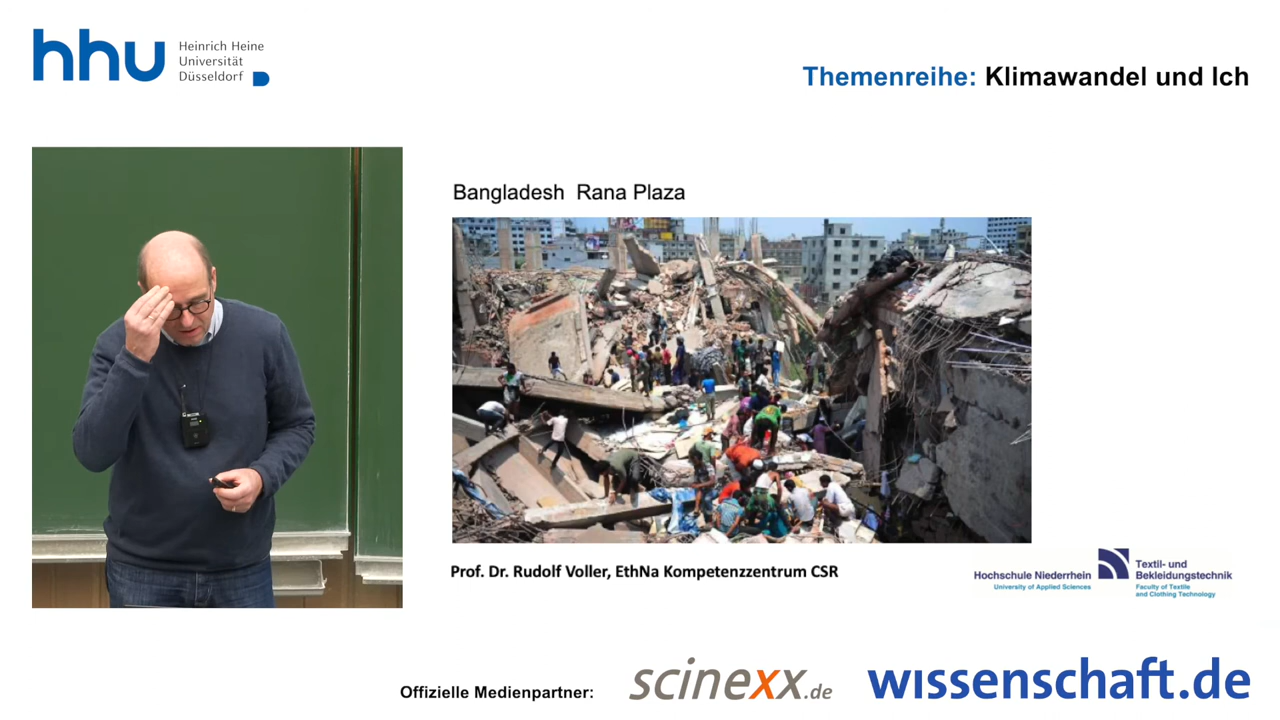 hhu Heinrich Heine
Universität
Düsseldorf
Themenreihe: Klimawandel und Ich
Bangladesh Rana Plaza
Prof. Dr. Rudolf Voller, EthNa Kompetenzzentrum CSR
Hochschule Niederrhein
University of Applied Sciences
Textil- und
Bekleidungstechnik
Faculty of Textile
and Clothing Technology
Offizielle Medienpartner:
scinexx.de
wissenschaft.de